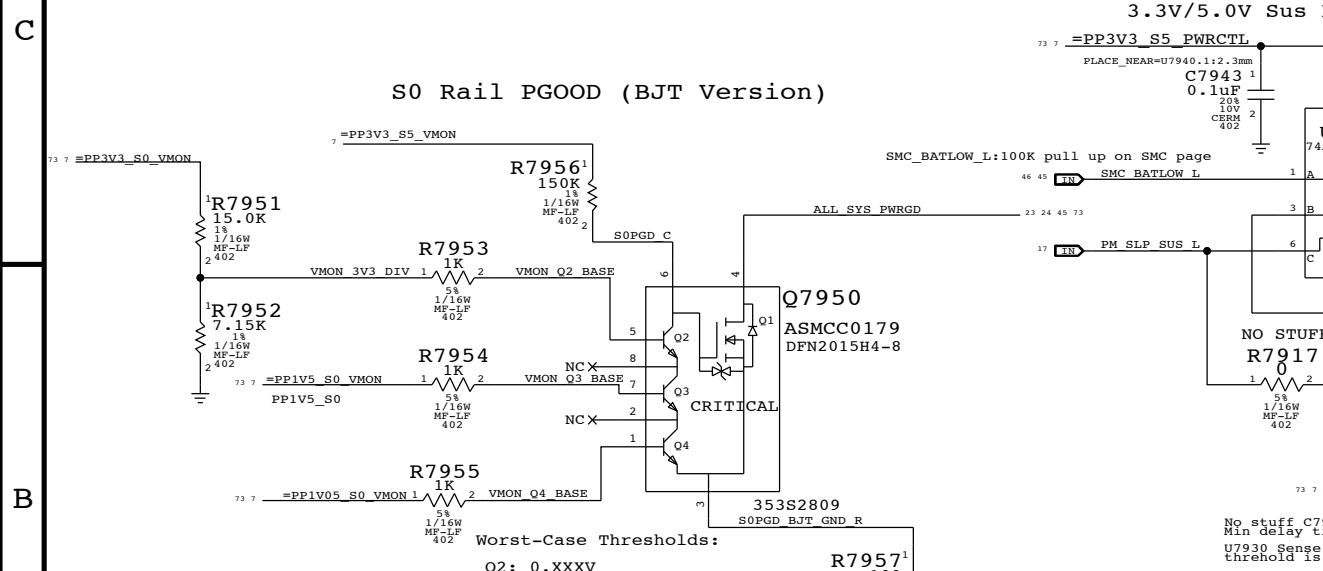 C
3.3V/5.0V Sus
73 7 =PP3V3_S5_PWRCTL
PLACE_NEAR=U7940.1:2.3mm
C7943 1
0.1uF
20%
10V
CERM 2
402
S0 Rail PGOOD (BJT Version)
7 =PP3V3_S5_VMON
73 7 =PP3V3_S0_VMON
R7956 1
150K
1%
1/16W
MF-LF
402 2
SMC_BATLOW_L:100K pull up on SMC page
46 45 IN SMC_BATLOW_L 1 A
74
1 R7951
15.0K
1%
1/16W
MF-LF
2 402
ALL_SYS_PWRGD 23 24 45 73
3 B
S0PGD_C
17 IN PM_SLP_SUS_L 6 C
R7953
1K
VMON_3V3_DIV 1 2 VMON_Q2_BASE
5%
1/16W
MF-LF
402
6 4
Q7950
ASMCC0179
DFN2015H4-8
1 R7952
7.15K
1%
1/16W
MF-LF
2 402
5 Q2 Q1
NC 8
R7954
1K
73 7 =PP1V5_S0_VMON 1 2 VMON_Q3_BASE 7 Q3
PP1V5_S0
5%
1/16W
MF-LF
402
CRITICAL
NC 2
1 Q4
NO STUFF
R7917
0
1 2
5%
1/16W
MF-LF
402
B
R7955
1K
73 7 =PP1V05_S0_VMON 1 2 VMON_Q4_BASE
5%
1/16W
MF-LF
402
3
353S2809
S0PGD_BJT_GND_R
R7957 1
Worst-Case Thresholds:
Q2: 0.XXXV
73 7
No stuff
Min delay
U7930 Sense
threhold is